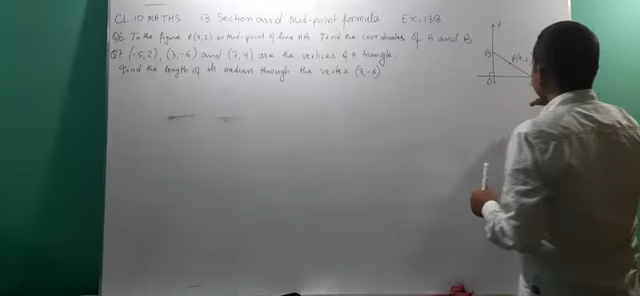 CL 10 MATHS 13 Section and Mid-point formula EX-13B
Q6. In the figure P(4,2) is mid-point of line AB. Find the coordinates of A and B
Q7 (-5,2), (3,-6) and (7,4) are the vertices of a triangle.
Find the length of its median through the vertex (3,-6)
Y
B
P(4,2
O